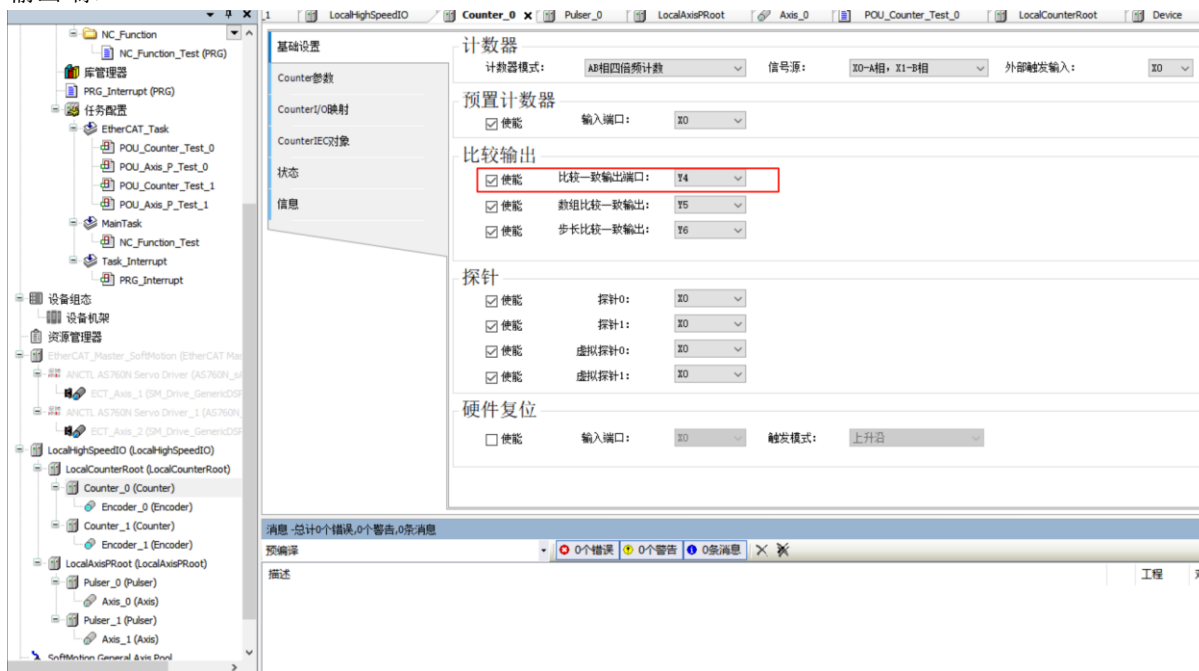 _1 LocalHighSpeedIO Counter_0 X Pulser_0 LocalAxisPRoot Axis_0 POU_Counter_Test_0 LocalCounterRoot Device
NC_Function
NC_Function_Test (PRG)
库管理器
PRG_Interrupt (PRG)
任务配置
EtherCAT_Task
POU_Counter_Test_0
POU_Axis_P_Test_0
POU_Counter_Test_1
POU_Axis_P_Test_1
MainTask
NC_Function_Test
Task_Interrupt
PRG_Interrupt
设备组态
设备机架
资源管理器
EtherCAT_Master_SoftMotion (EtherCAT Mas
ANCTL AS760N Servo Driver (AS760N_s
ECT_Axis_1 (SM_Drive_GenericDSP
ANCTL AS760N Servo Driver_1 (AS760N_
ECT_Axis_2 (SM_Drive_GenericDSP
LocalHighSpeedIO (LocalHighSpeedIO)
LocalCounterRoot (LocalCounterRoot)
Counter_0 (Counter)
Encoder_0 (Encoder)
Counter_1 (Counter)
Encoder_1 (Encoder)
LocalAxisPRoot (LocalAxisPRoot)
Pulser_0 (Pulser)
Axis_0 (Axis)
Pulser_1 (Pulser)
Axis_1 (Axis)
SoftMotion General Axis Pool
基础设置
Counter参数
CounterI/O映射
CounterIEC对象
状态
信息
计数器
计数器模式: AB相四倍频计数 信号源: X0-A相, X1-B相 外部触发输入: X0
预置计数器
使能 输入端口: X0
比较输出
使能 比较一致输出端口: Y4
使能 数组比较一致输出: Y5
使能 步长比较一致输出: Y6
探针
使能 探针0: X0
使能 探针1: X0
使能 虚拟探针0: X0
使能 虚拟探针1: X0
硬件复位
使能 输入端口: X0 触发模式: 上升沿
消息 -总计0个错误,0个警告,0条消息
预编译 0个错误 0个警告 0条消息
描述 工程